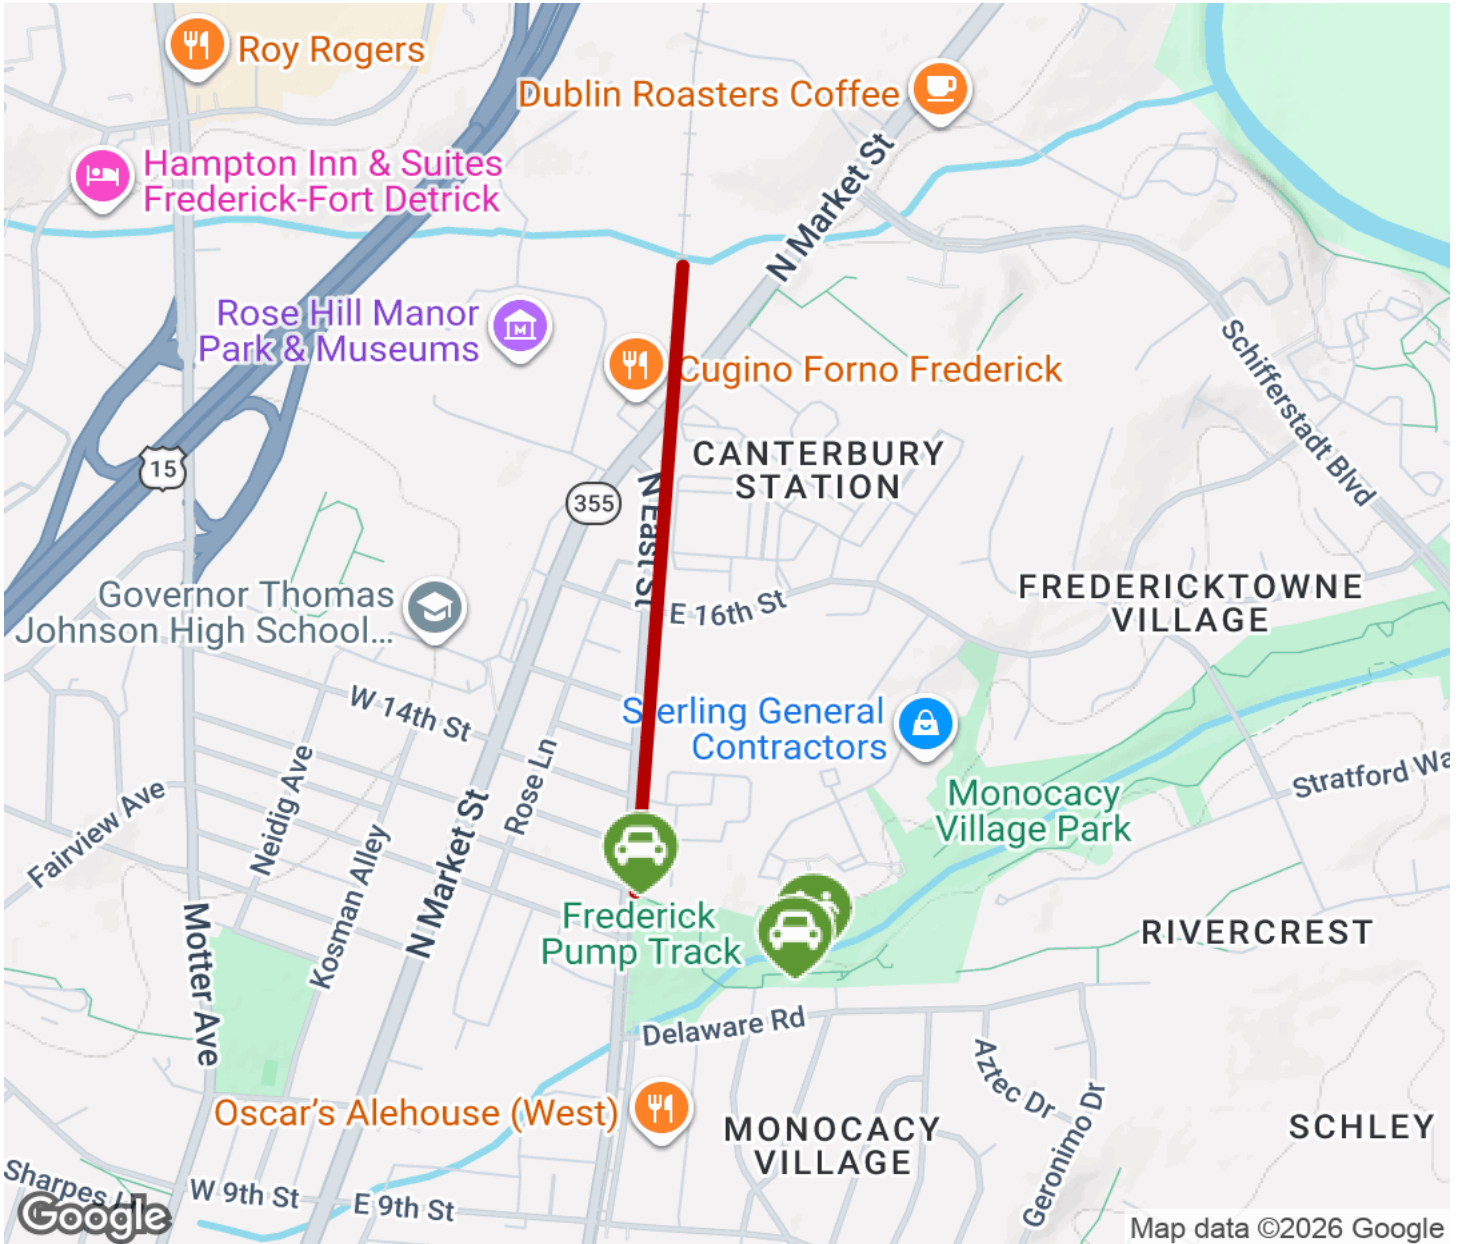 Roy Rogers
Dublin Roasters Coffee
Hampton Inn & Suites
Frederick-Fort Detrick
N Market St
Rose Hill Manor
Park & Museums
Cugino Forno Frederick
Schifferstadt Blvd
CANTERBURY
STATION
15
355
N East St
Governor Thomas
Johnson High School...
E 16th St
FREDERICKTOWNE
VILLAGE
W 14th St
Sterling General
Contractors
Rose Ln
Neidig Ave
Fairview Ave
Kosman Alley
N Market St
Monocacy
Village Park
Stratford Wa
Motter Ave
Frederick
Pump Track
RIVERCREST
Delaware Rd
Aztec Dr
Geronimo Dr
Oscar's Alehouse (West)
MONOCACY
VILLAGE
SCHLEY
Sharpes L
W 9th St
E 9th St
Google
Map data ©2026 Google